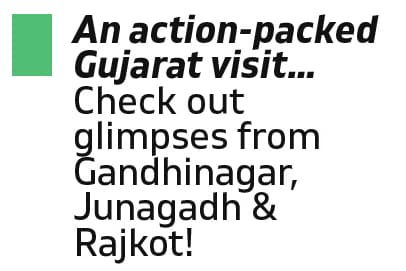 An action-packed
Gujarat visit...
Check out
glimpses from
Gandhinagar,
Junagadh &
Rajkot!